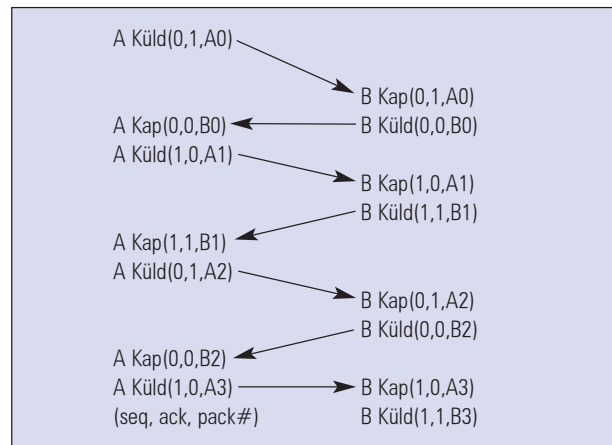 A Küld(0,1,A0)
B Kap(0,1,A0)
A Kap(0,0,B0) B Küld(0,0,B0)
A Küld(1,0,A1)
B Kap(1,0,A1)
B Küld(1,1,B1)
A Kap(1,1,B1)
A Küld(0,1,A2)
B Kap(0,1,A2)
B Küld(0,0,B2)
A Kap(0,0,B2)
A Küld(1,0,A3) B Kap(1,0,A3)
(seq, ack, pack#) B Küld(1,1,B3)